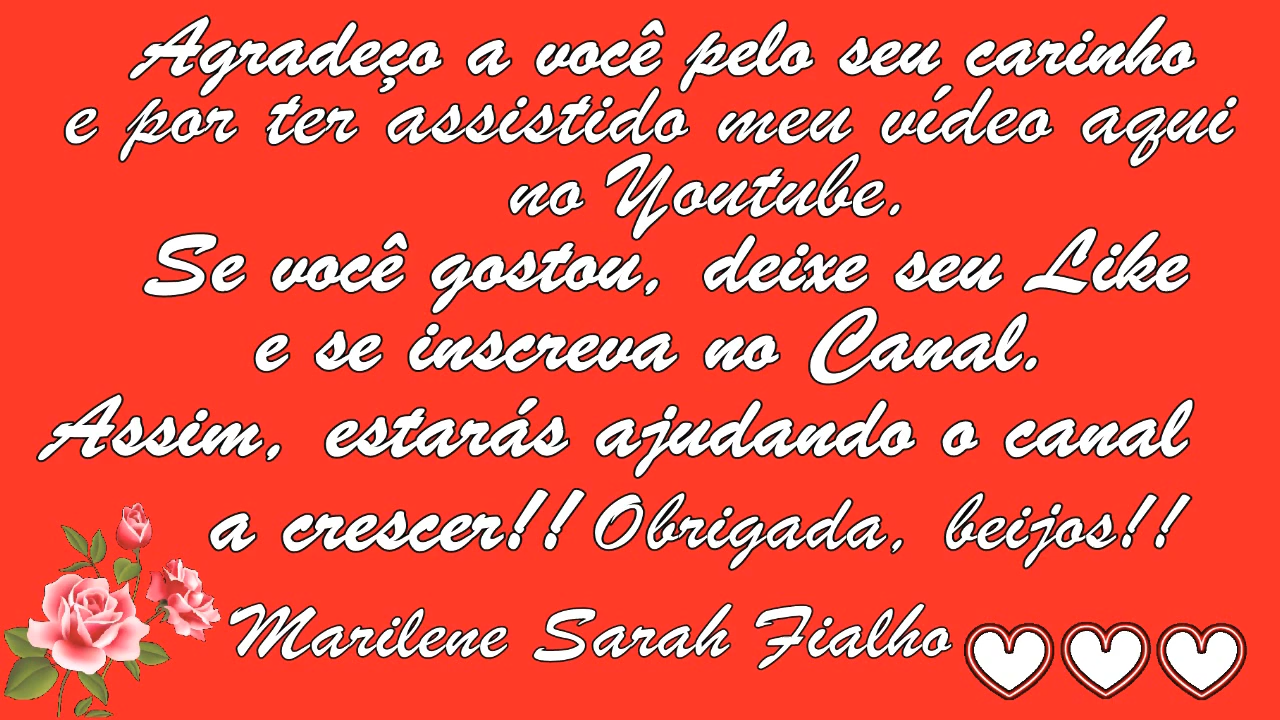 Agradeço a você pelo seu carinho
e por ter assistido meu vídeo aqui
no Youtube.
Se você gostou, deixe seu Like
e se inscreva no Canal.
Assim, estarás ajudando o canal
a crescer!! Obrigada, beijos!!
Marilene Sarah Fialho